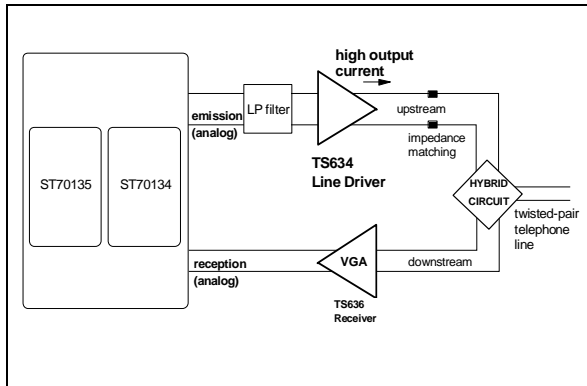 high output
current
LP filter
emission
(analog)
upstream
impedance
matching
TS634
Line Driver
ST70135
ST70134
HYBRID
CIRCUIT
twisted-pair
telephone
line
VGA
downstream
reception
(analog)
TS636
Receiver